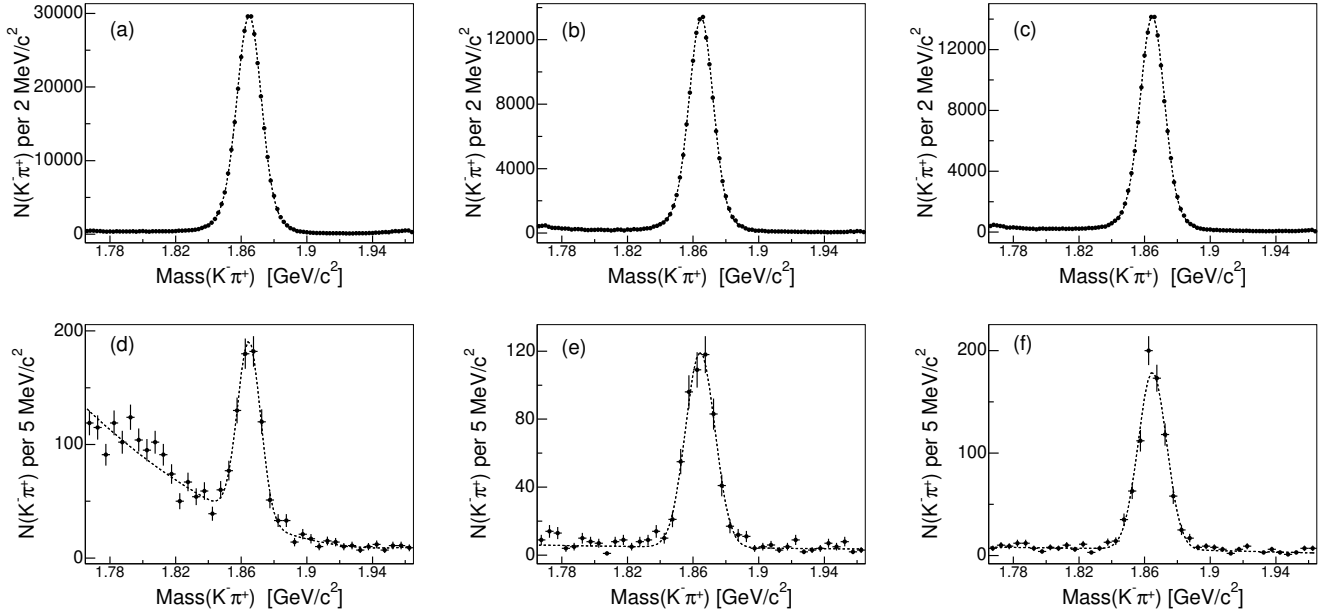 (a)
N(K⁻π⁺) per 2 MeV/c²
30000
20000
10000
0
1.78 1.82 1.86 1.9 1.94
Mass(K⁻π⁺) [GeV/c²]
(b)
N(K⁻π⁺) per 2 MeV/c²
12000
8000
4000
0
1.78 1.82 1.86 1.9 1.94
Mass(K⁻π⁺) [GeV/c²]
(c)
N(K⁻π⁺) per 2 MeV/c²
12000
8000
4000
0
1.78 1.82 1.86 1.9 1.94
Mass(K⁻π⁺) [GeV/c²]
(d)
N(K⁻π⁺) per 5 MeV/c²
200
100
0
1.78 1.82 1.86 1.9 1.94
Mass(K⁻π⁺) [GeV/c²]
(e)
N(K⁻π⁺) per 5 MeV/c²
120
80
40
0
1.78 1.82 1.86 1.9 1.94
Mass(K⁻π⁺) [GeV/c²]
(f)
N(K⁻π⁺) per 5 MeV/c²
200
100
0
1.78 1.82 1.86 1.9 1.94
Mass(K⁻π⁺) [GeV/c²]